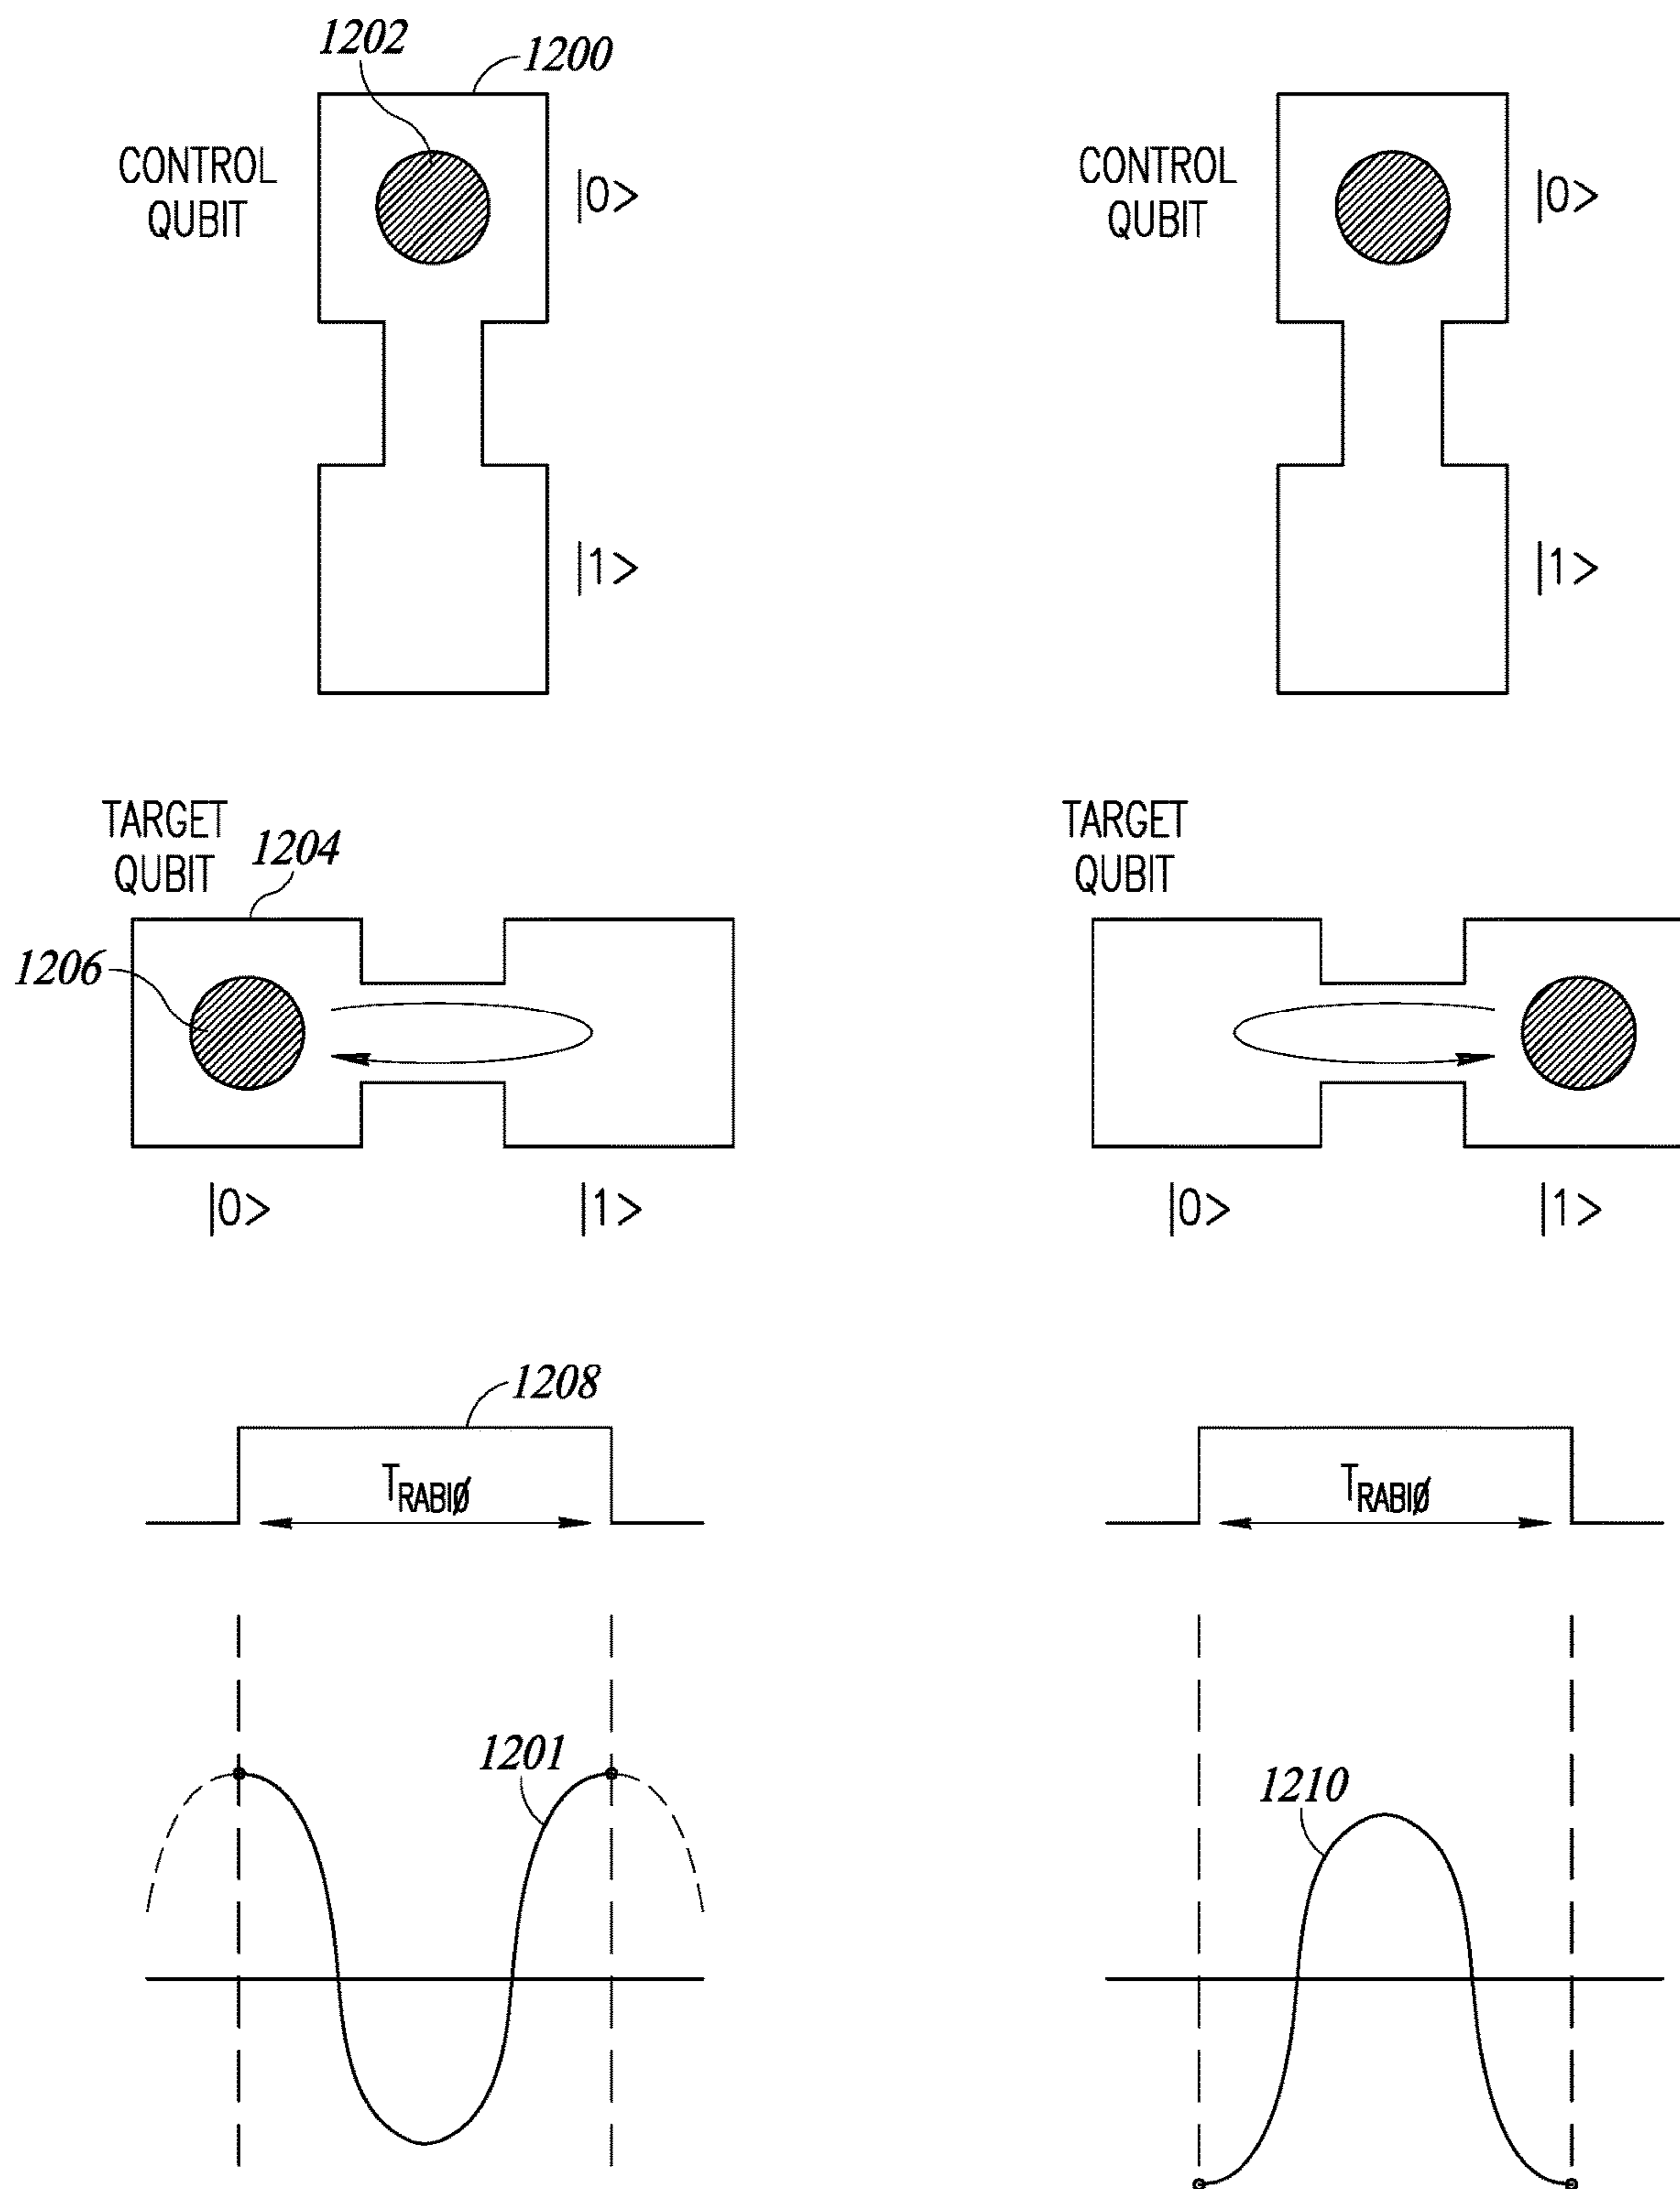 1202
1200
CONTROL
QUBIT
|0>
|1>
CONTROL
QUBIT
|0>
|1>
TARGET
QUBIT
1204
1206
|0>
|1>
TARGET
QUBIT
|0>
|1>
1208
TRABIØ
TRABIØ
1201
1210